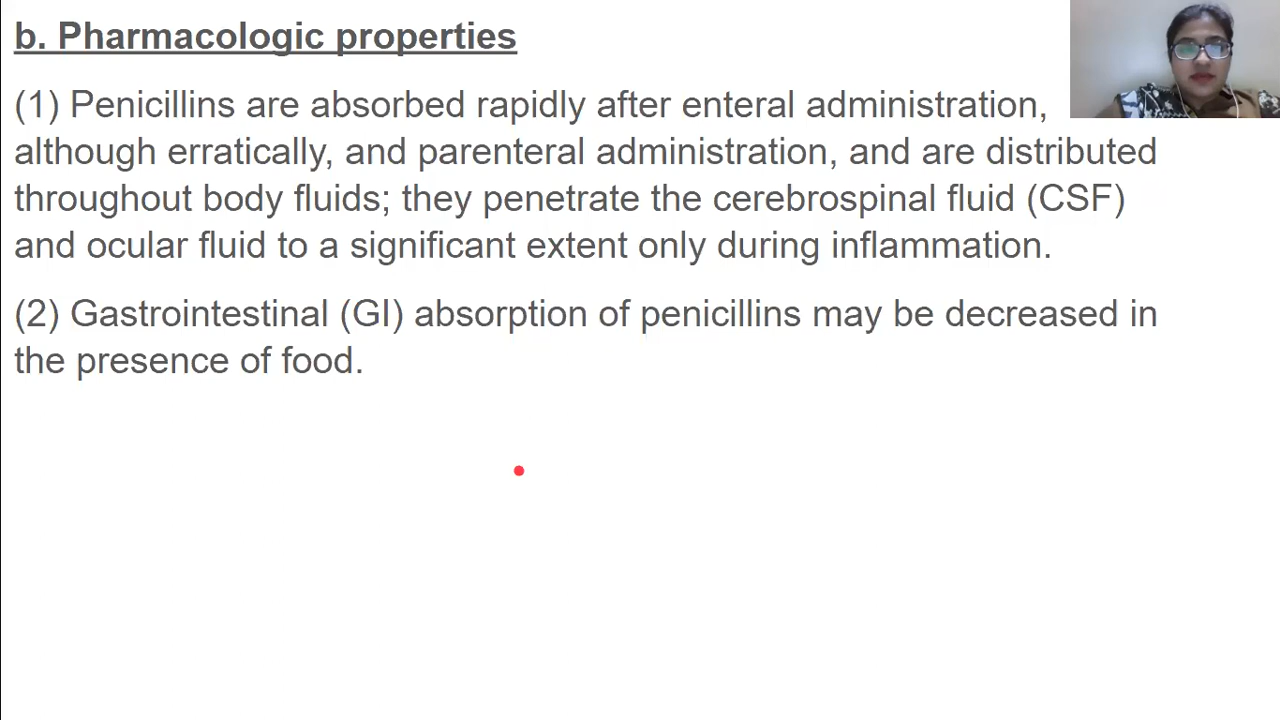 b. Pharmacologic properties
(1) Penicillins are absorbed rapidly after enteral administration,
although erratically, and parenteral administration, and are distributed
throughout body fluids; they penetrate the cerebrospinal fluid (CSF)
and ocular fluid to a significant extent only during inflammation.
(2) Gastrointestinal (GI) absorption of penicillins may be decreased in
the presence of food.